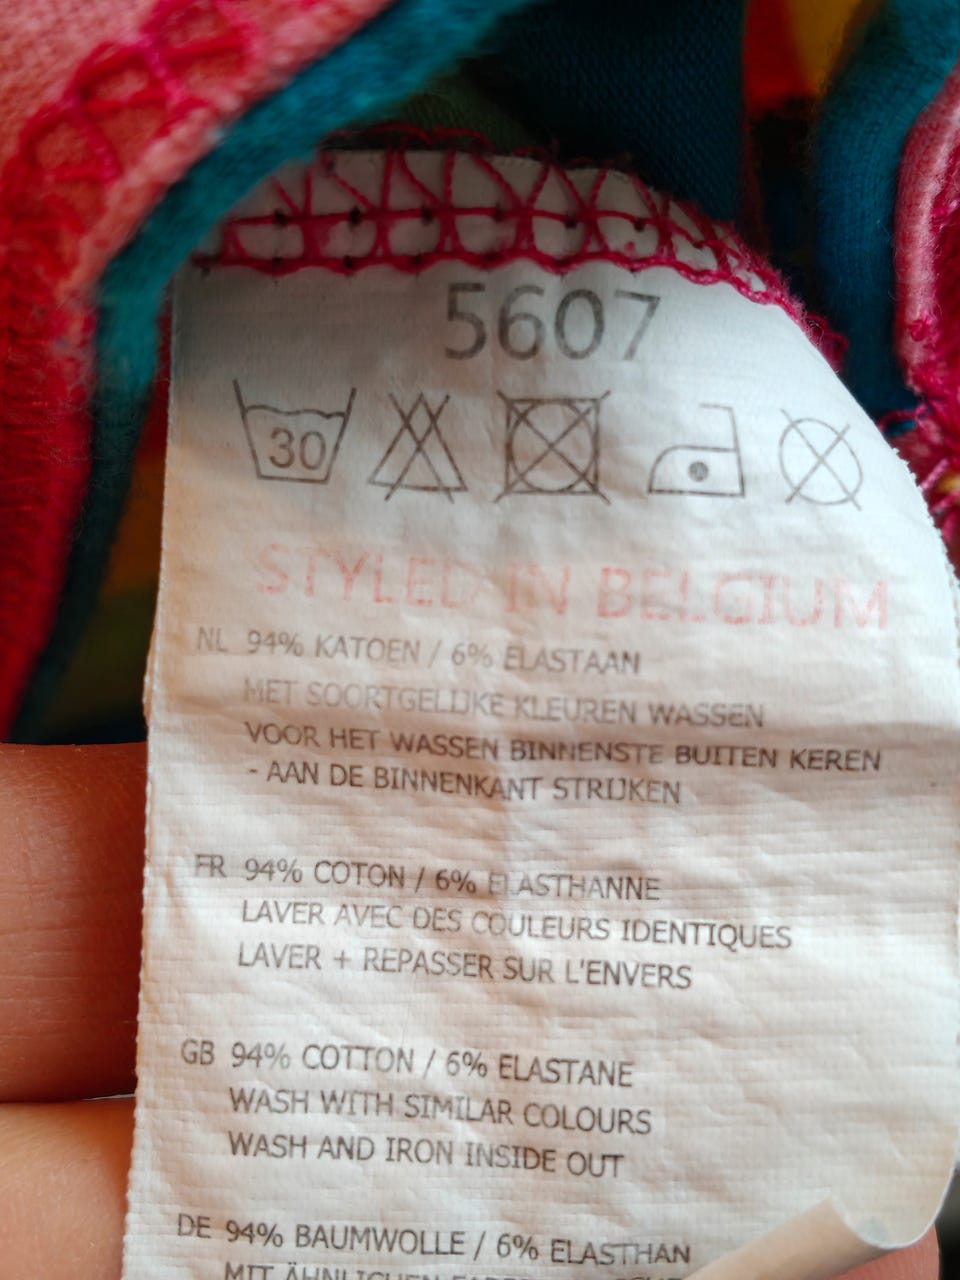 5607
30
STYLED IN BELGIUM
NL 94% KATOEN / 6% ELASTAAN
MET SOORTGELIJKE KLEUREN WASSEN
VOOR HET WASSEN BINNENSTE BUITEN KEREN
- AAN DE BINNENKANT STRIJKEN
FR 94% COTON / 6% ELASTHANNE
LAVER AVEC DES COULEURS IDENTIQUES
LAVER + REPASSER SUR L'ENVERS
GB 94% COTTON / 6% ELASTANE
WASH WITH SIMILAR COLOURS
WASH AND IRON INSIDE OUT
DE 94% BAUMWOLLE / 6% ELASTHAN
MIT ÄHNLICHEN